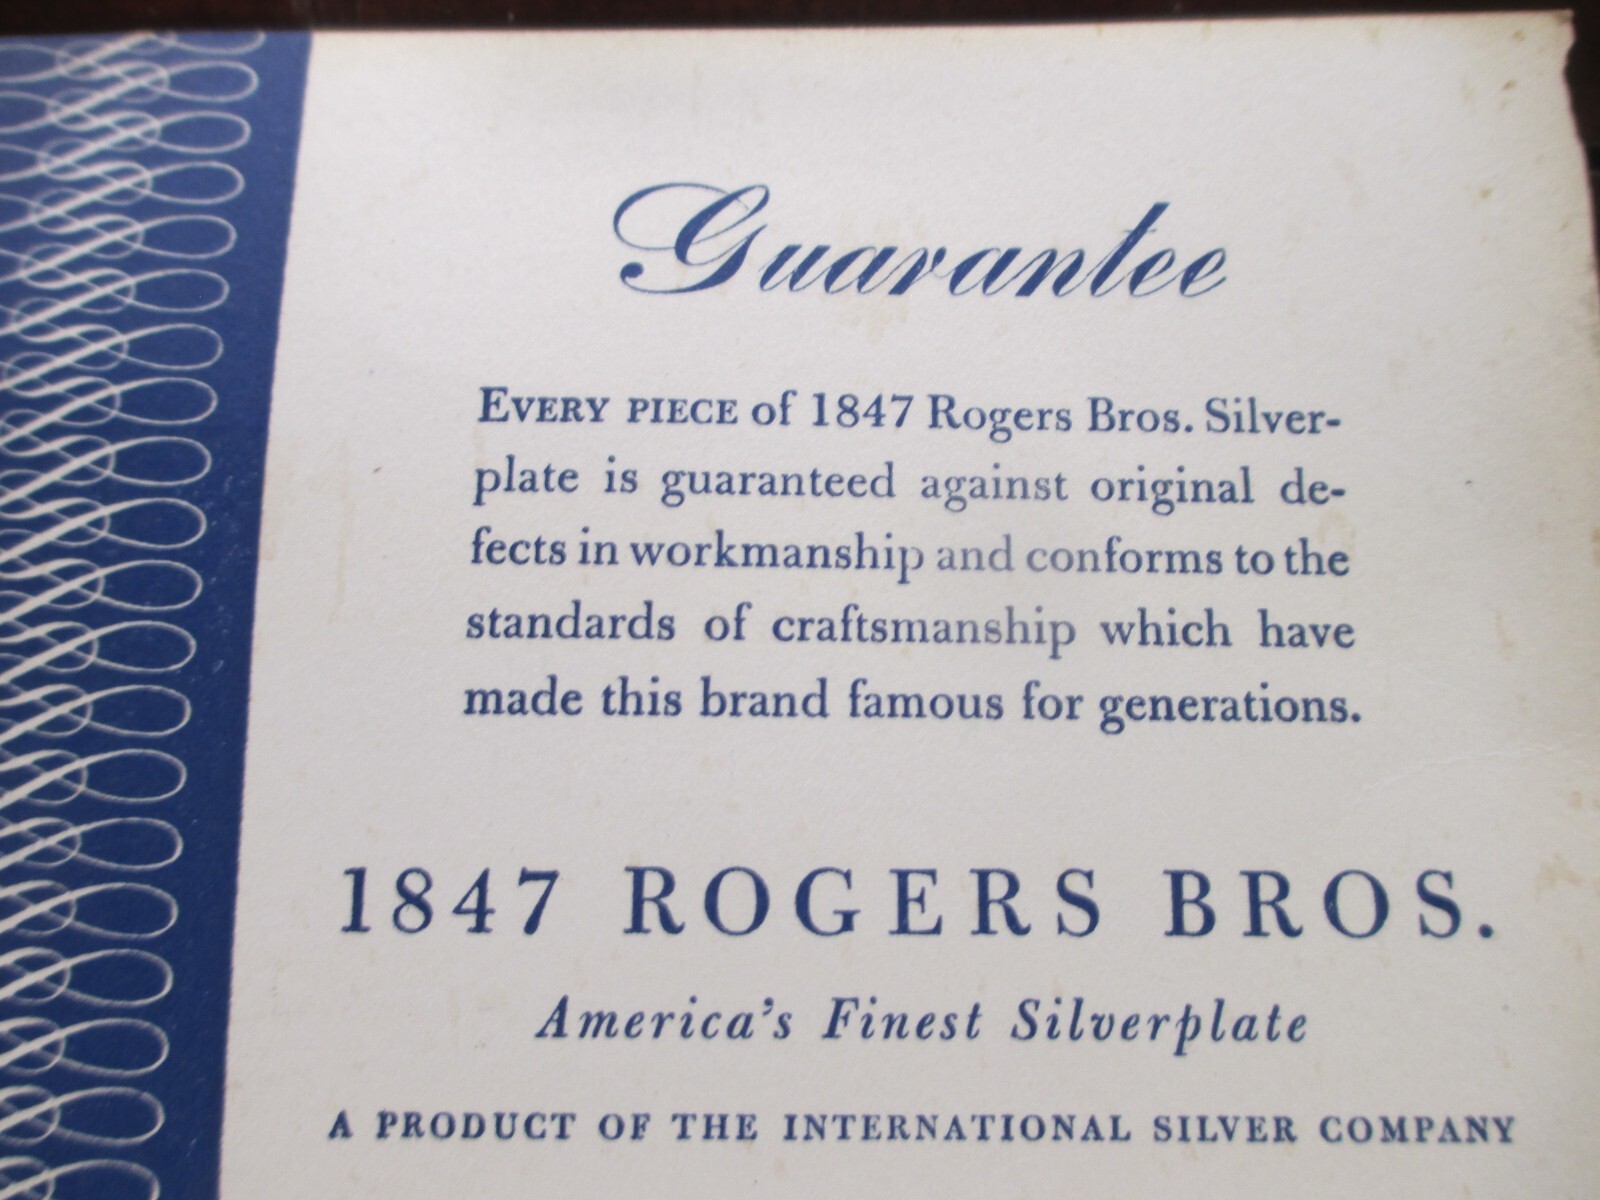 Guarantee
EVERY PIECE of 1847 Rogers Bros. Silver-
plate is guaranteed against original de-
fects in workmanship and conforms to the
standards of craftsmanship which have
made this brand famous for generations.
1847 ROGERS BROS.
America's Finest Silverplate
A PRODUCT OF THE INTERNATIONAL SILVER COMPANY